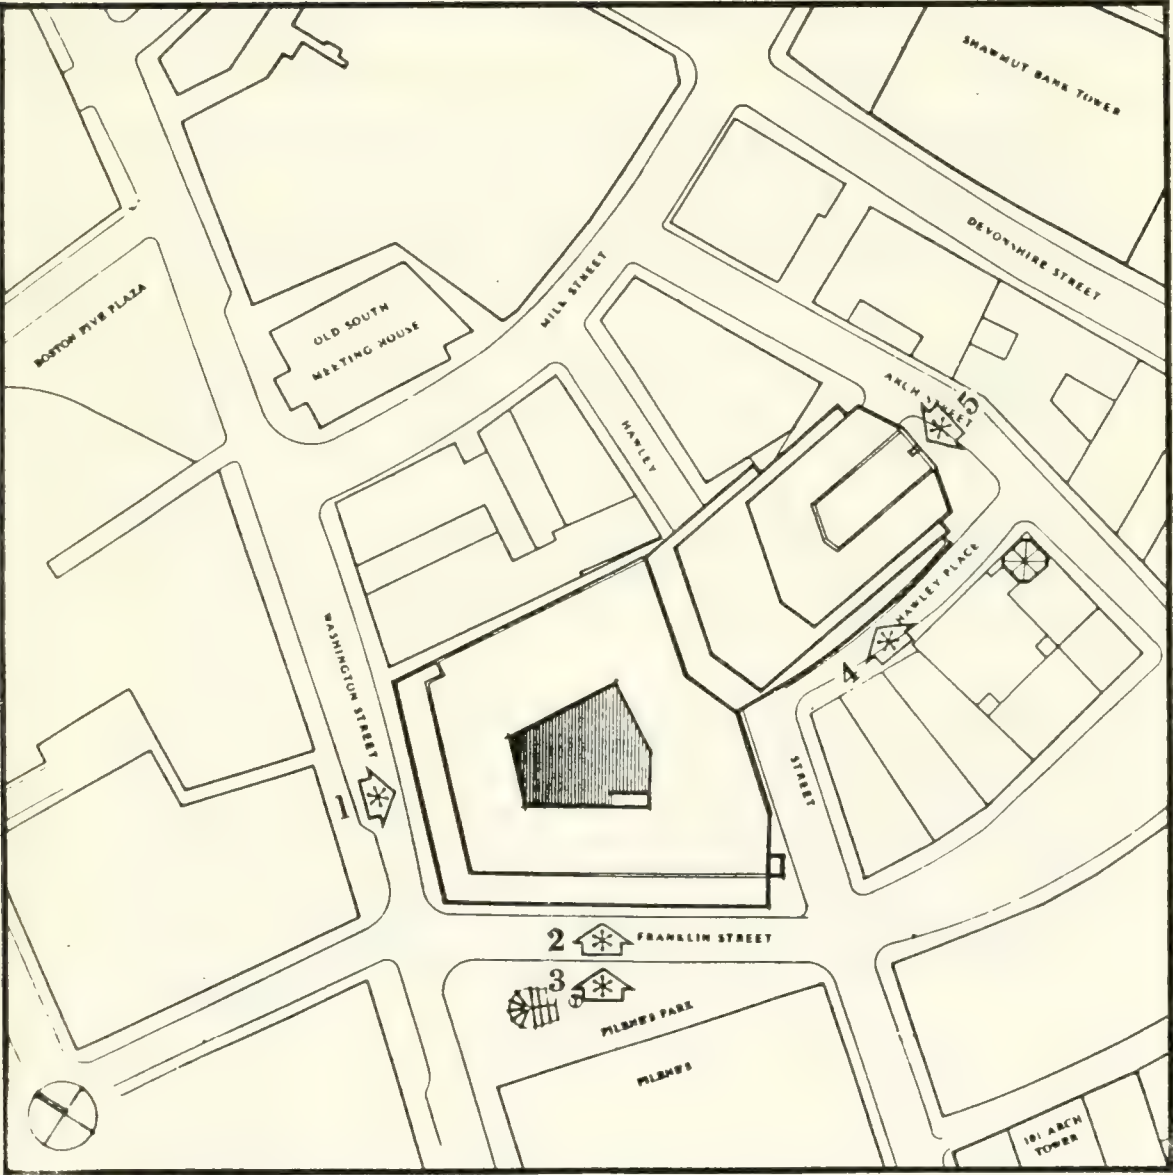 SHAWMUT BANK TOWER
DEVONSHIRE STREET
BOSTON FIVE PLAZA
OLD SOUTH
MEETING HOUSE
MILK STREET
ARCH STREET
5
HAWLEY
HAWLEY PLACE
4
WASHINGTON STREET
STREET
1
2
FRANKLIN STREET
3
FILENES PARK
FILENES
101 ARCH
TOWER